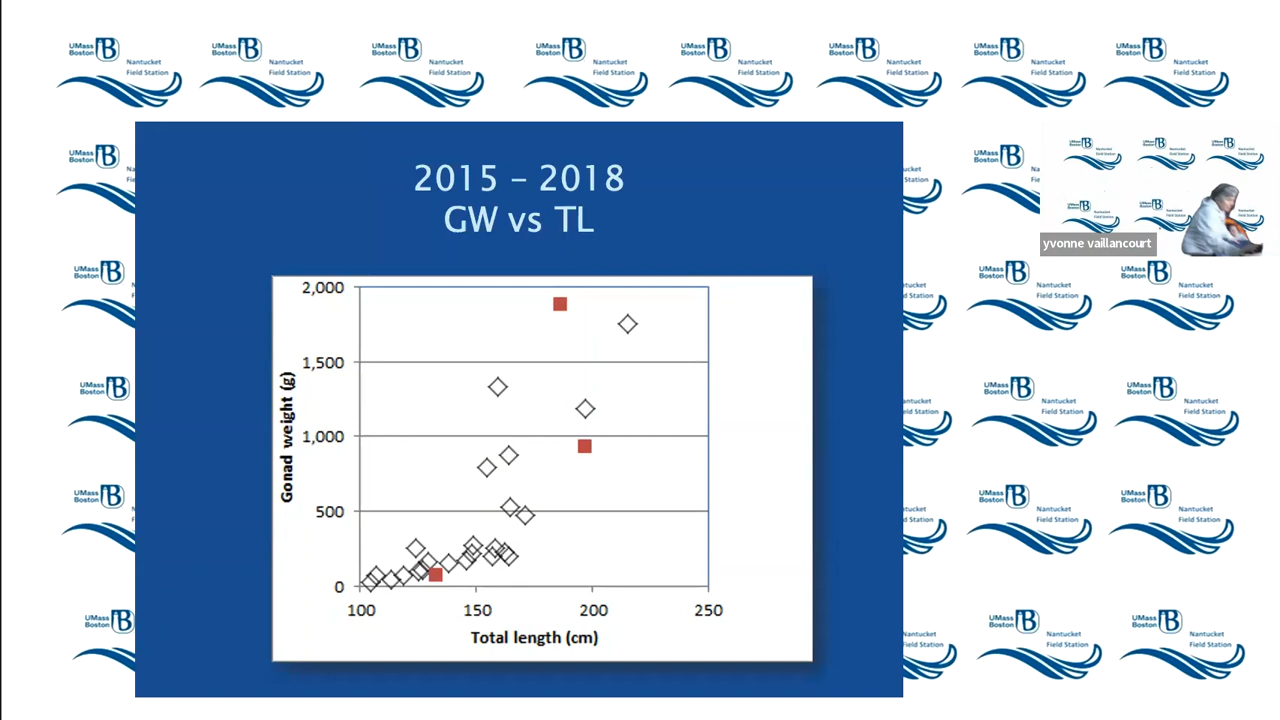 UMass
Boston
Nantucket
Field Station
2015 – 2018
GW vs TL
yvonne vaillancourt
2,000
1,500
1,000
500
0
100 150 200 250
Gonad weight (g)
Total length (cm)